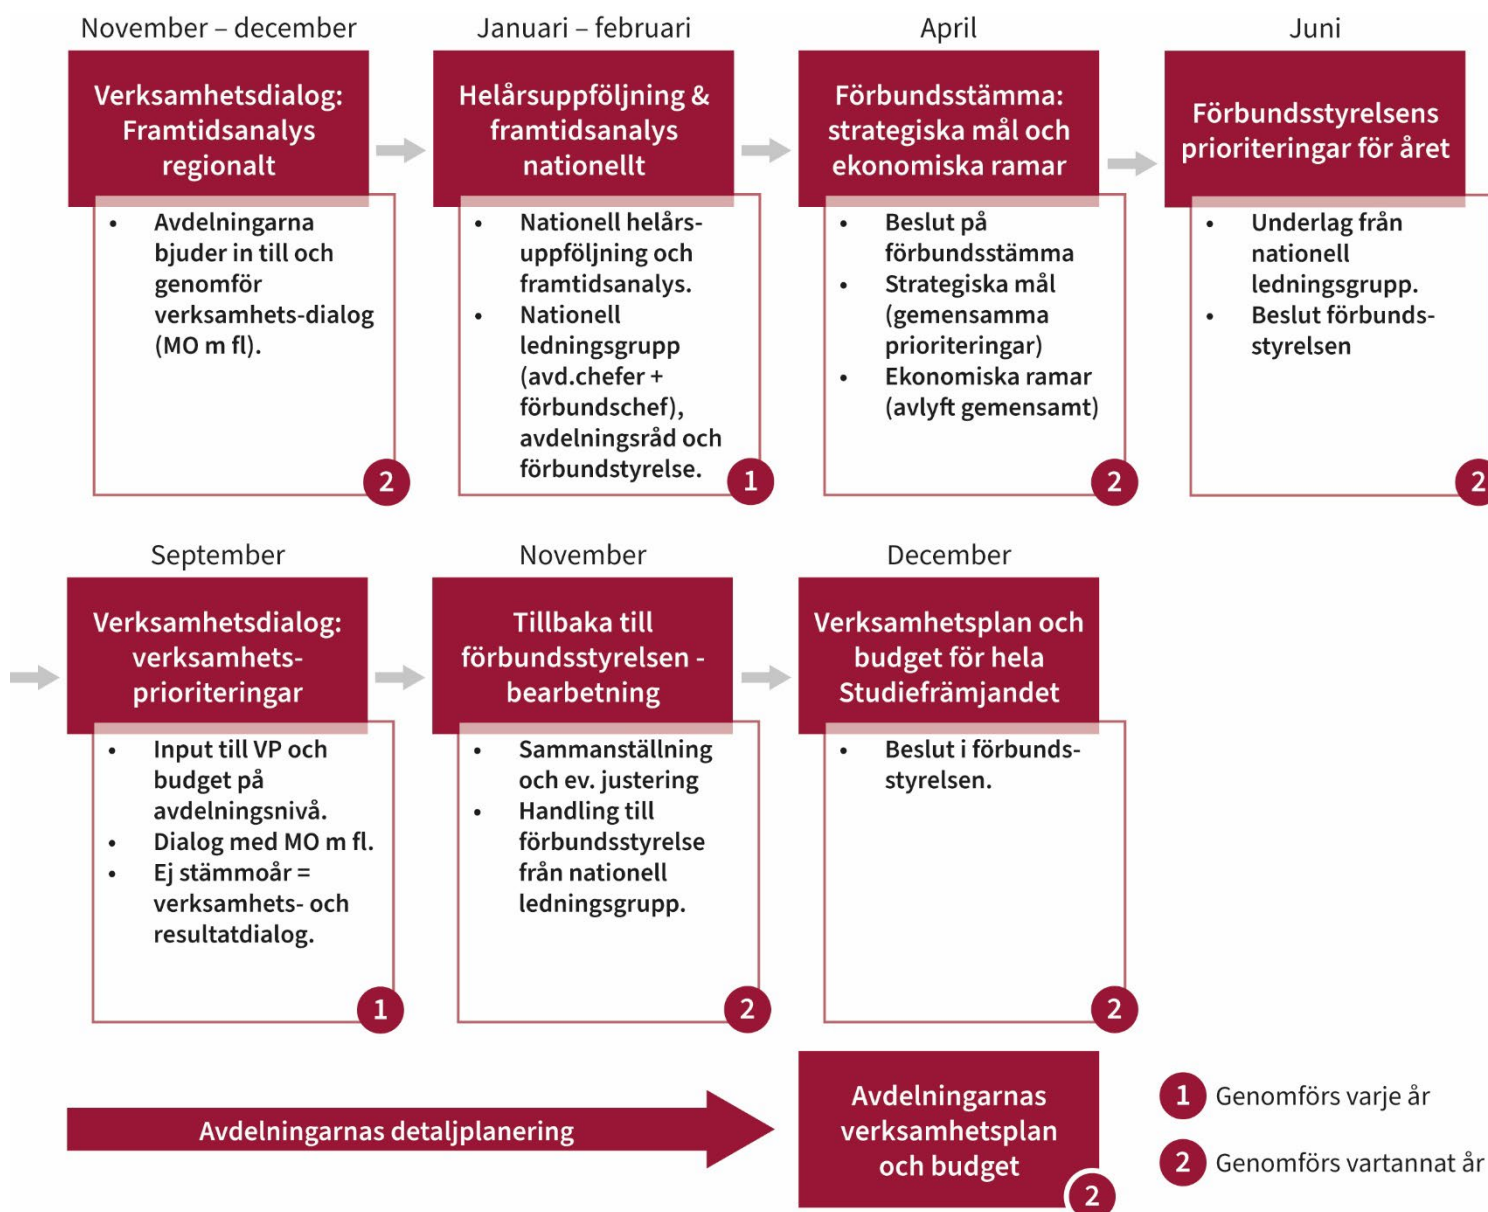 November – december
Verksamhetsdialog:
Framtidsanalys
regionalt
• Avdelningarna
bjuder in till och
genomför
verksamhets-dialog
(MO m fl).
2
Januari – februari
Helårsuppföljning &
framtidsanalys
nationellt
• Nationell helårs-
uppföljning och
framtidsanalys.
• Nationell
ledningsgrupp
(avd.chefer +
förbundschef),
avdelningsråd och
förbundstyrelse.
1
April
Förbundsstämma:
strategiska mål och
ekonomiska ramar
• Beslut på
förbundsstämma
• Strategiska mål
(gemensamma
prioriteringar)
• Ekonomiska ramar
(avlyft gemensamt)
2
Juni
Förbundsstyrelsens
prioriteringar för året
• Underlag från
nationell
ledningsgrupp.
• Beslut förbunds-
styrelsen
2
September
Verksamhetsdialog:
verksamhets-
prioriteringar
• Input till VP och
budget på
avdelningsnivå.
• Dialog med MO m fl.
• Ej stämmoår =
verksamhets- och
resultatdialog.
1
November
Tillbaka till
förbundsstyrelsen -
bearbetning
• Sammanställning
och ev. justering
• Handling till
förbundsstyrelse
från nationell
ledningsgrupp.
2
December
Verksamhetsplan och
budget för hela
Studiefrämjandet
• Beslut i förbunds-
styrelsen.
2
Avdelningarnas detaljplanering
Avdelningarnas
verksamhetsplan
och budget
2
1 Genomförs varje år
2 Genomförs vartannat år